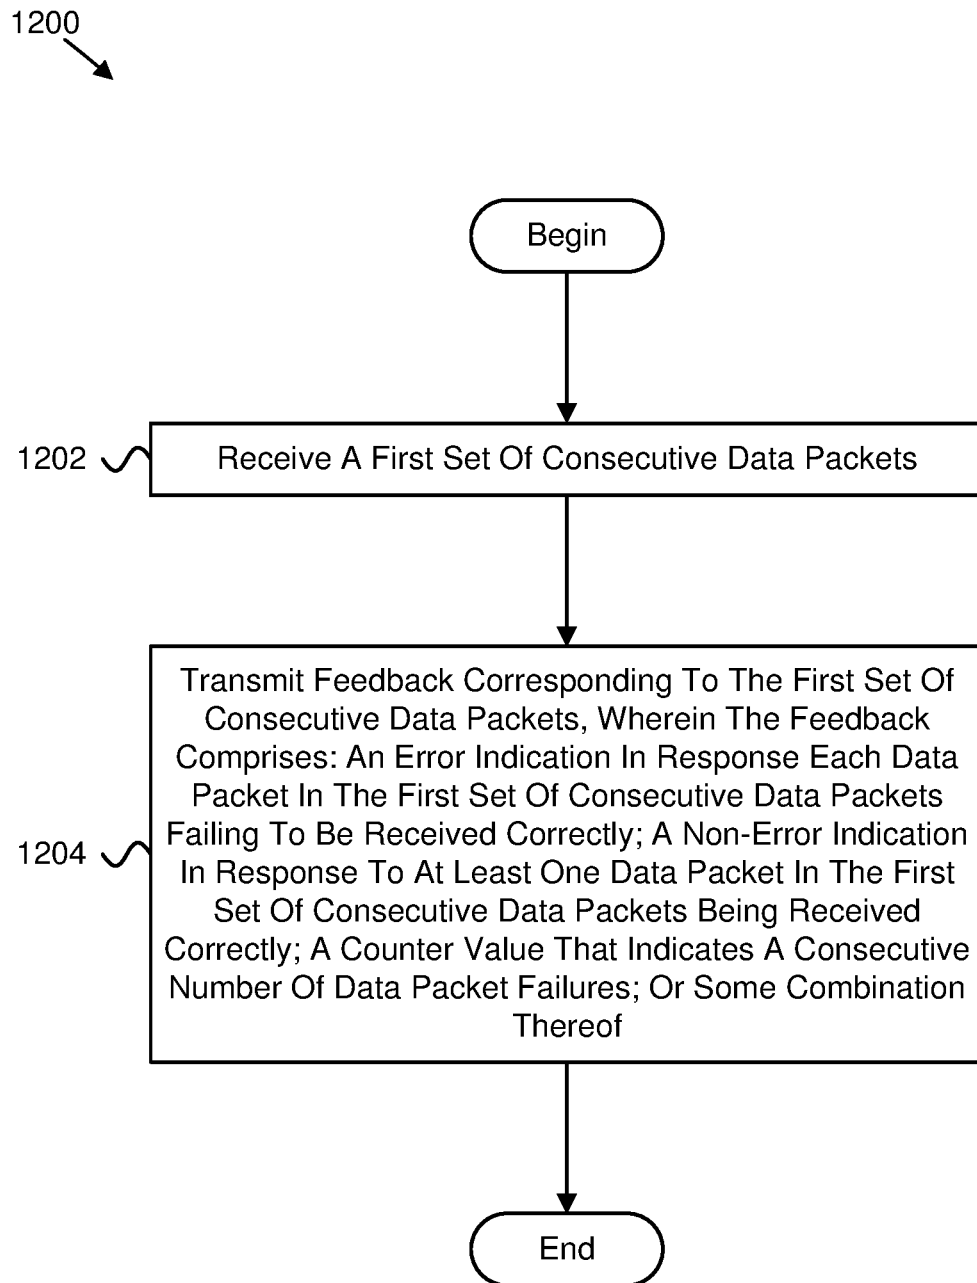 1200
Begin
1202
Receive A First Set Of Consecutive Data Packets
1204
Transmit Feedback Corresponding To The First Set Of
Consecutive Data Packets, Wherein The Feedback
Comprises: An Error Indication In Response Each Data
Packet In The First Set Of Consecutive Data Packets
Failing To Be Received Correctly; A Non-Error Indication
In Response To At Least One Data Packet In The First
Set Of Consecutive Data Packets Being Received
Correctly; A Counter Value That Indicates A Consecutive
Number Of Data Packet Failures; Or Some Combination
Thereof
End